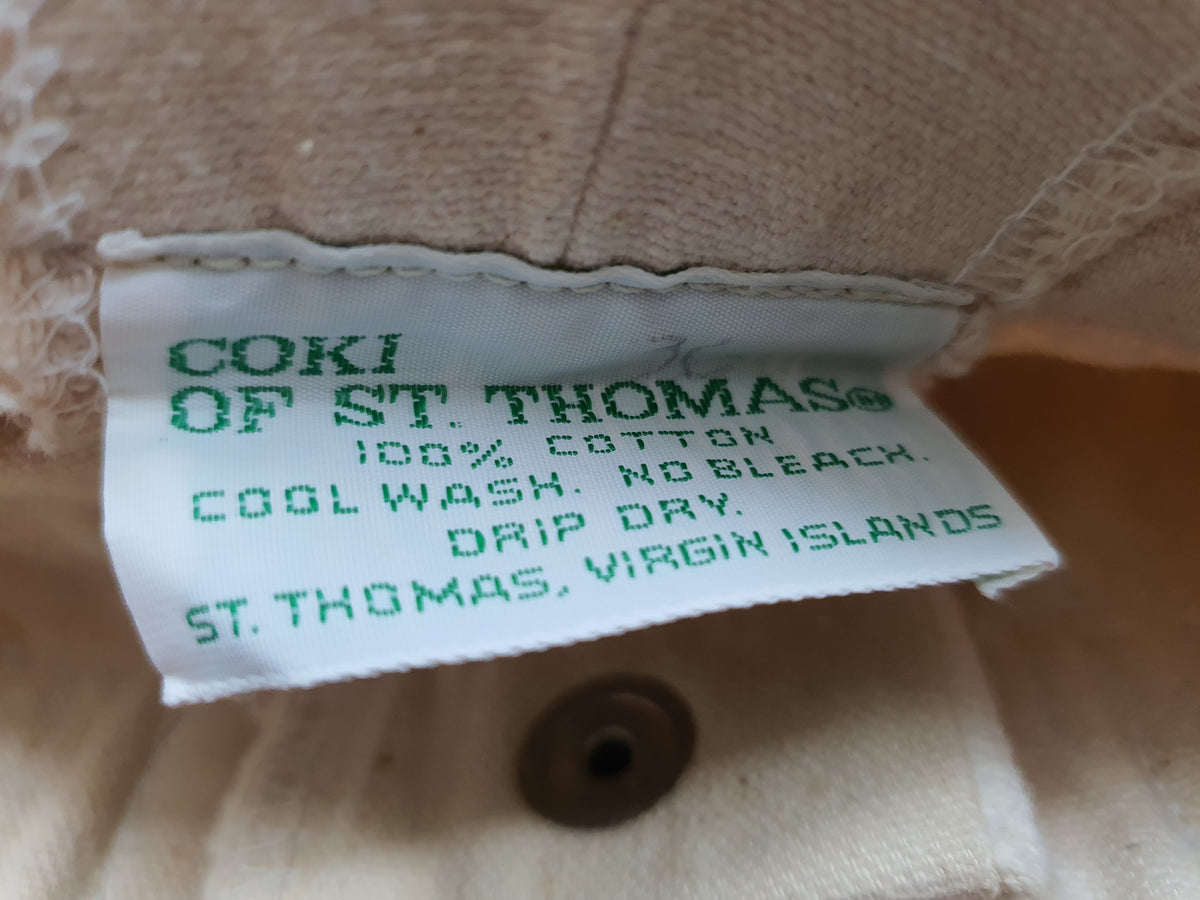 COKI
OF ST. THOMAS®
100% COTTON
COOL WASH. NO BLEACH.
DRIP DRY.
ST. THOMAS, VIRGIN ISLANDS